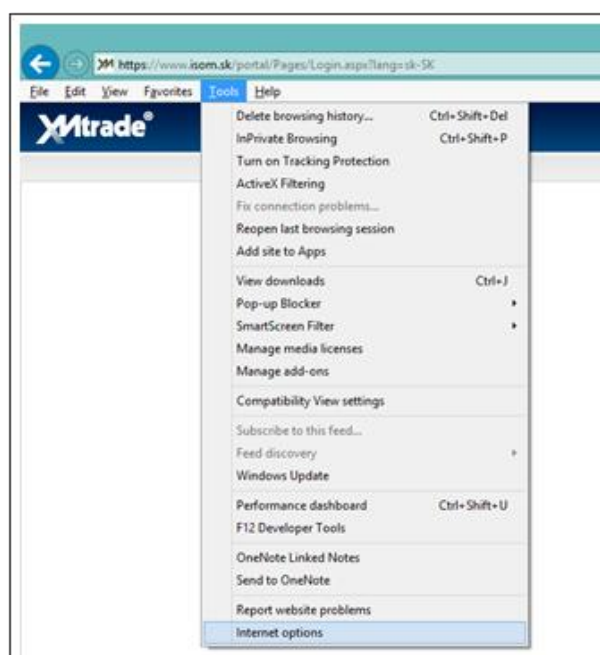 https://www.isom.sk/portal/Pages/Login.aspx?lang=sk-SK
File Edit View Favorites Tools Help
XMtrade®
Delete browsing history... Ctrl+Shift+Del
InPrivate Browsing Ctrl+Shift+P
Turn on Tracking Protection
ActiveX Filtering
Fix connection problems...
Reopen last browsing session
Add site to Apps
View downloads Ctrl+J
Pop-up Blocker
SmartScreen Filter
Manage media licenses
Manage add-ons
Compatibility View settings
Subscribe to this feed...
Feed discovery
Windows Update
Performance dashboard Ctrl+Shift+U
F12 Developer Tools
OneNote Linked Notes
Send to OneNote
Report website problems
Internet options